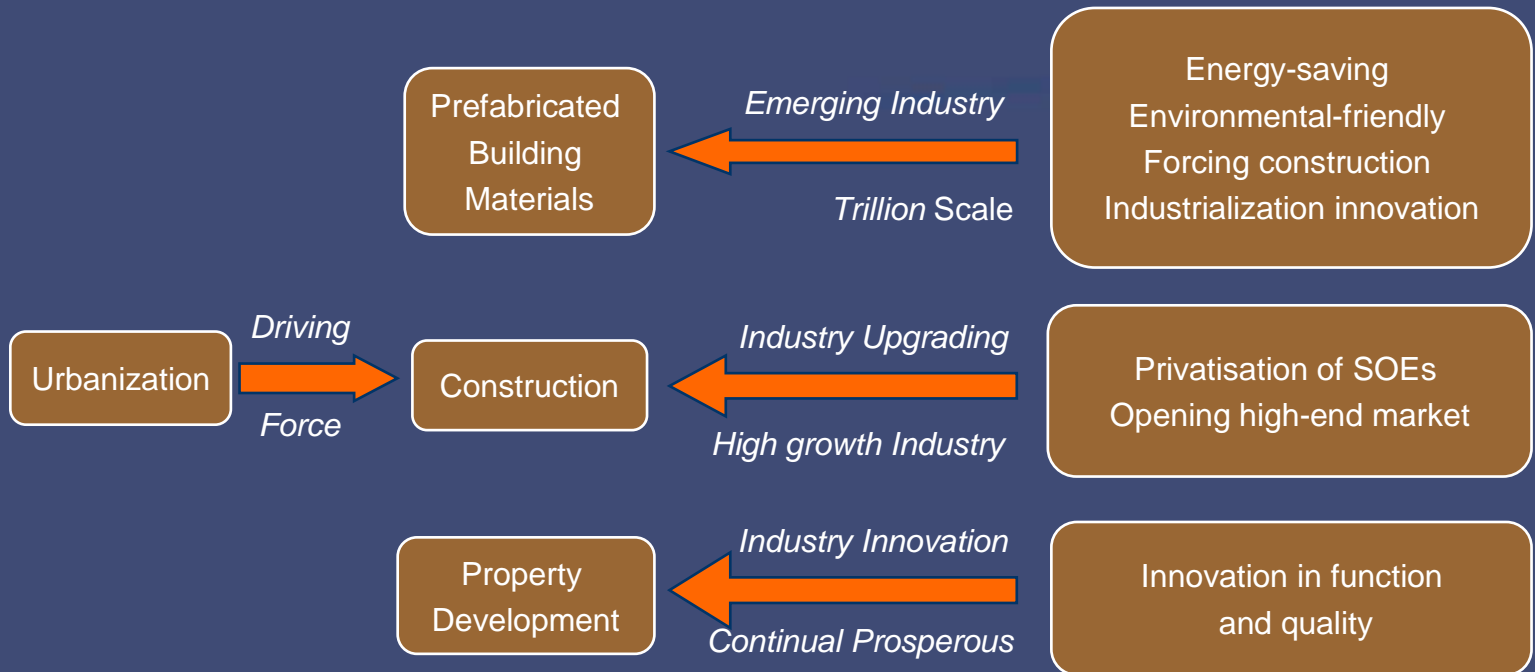 Prefabricated
Building
Materials
Emerging Industry
Trillion Scale
Energy-saving
Environmental-friendly
Forcing construction
Industrialization innovation
Urbanization
Driving
Force
Construction
Industry Upgrading
High growth Industry
Privatisation of SOEs
Opening high-end market
Property
Development
Industry Innovation
Continual Prosperous
Innovation in function
and quality